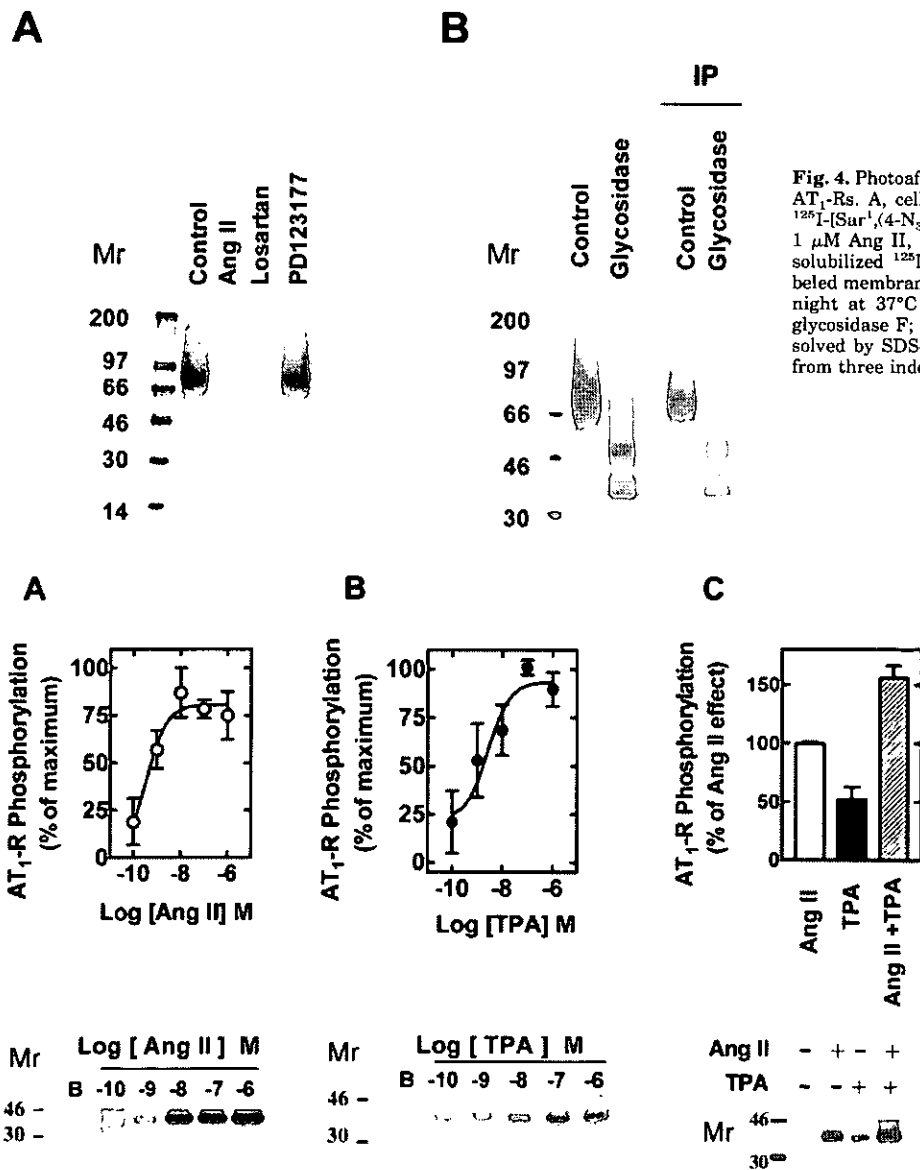 A
B
IP
Control
Ang II
Losartan
PD123177
Control
Glycosidase
Control
Glycosidase
Mr
200
97
66
46
30
14
Mr
200
97
66
46
30
Fig. 4. Photoaf
AT₁-Rs. A, cell
¹²⁵I-[Sar¹,(4-N₃
1 μM Ang II,
solubilized ¹²⁵I
beled membran
night at 37°C
glycosidase F;
solved by SDS-
from three inde
A
AT₁-R Phosphorylation
(% of maximum)
100
75
50
25
0
-10 -8 -6
Log [Ang II] M
B
AT₁-R Phosphorylation
(% of maximum)
100
75
50
25
0
-10 -8 -6
Log [TPA] M
C
AT₁-R Phosphorylation
(% of Ang II effect)
150
100
50
0
Ang II
TPA
Ang II +TPA
Mr
Log [ Ang II ] M
B -10 -9 -8 -7 -6
46 -
30 -
Mr
Log [ TPA ] M
B -10 -9 -8 -7 -6
46 -
30 -
Ang II - + - +
TPA - - + +
Mr
46
30